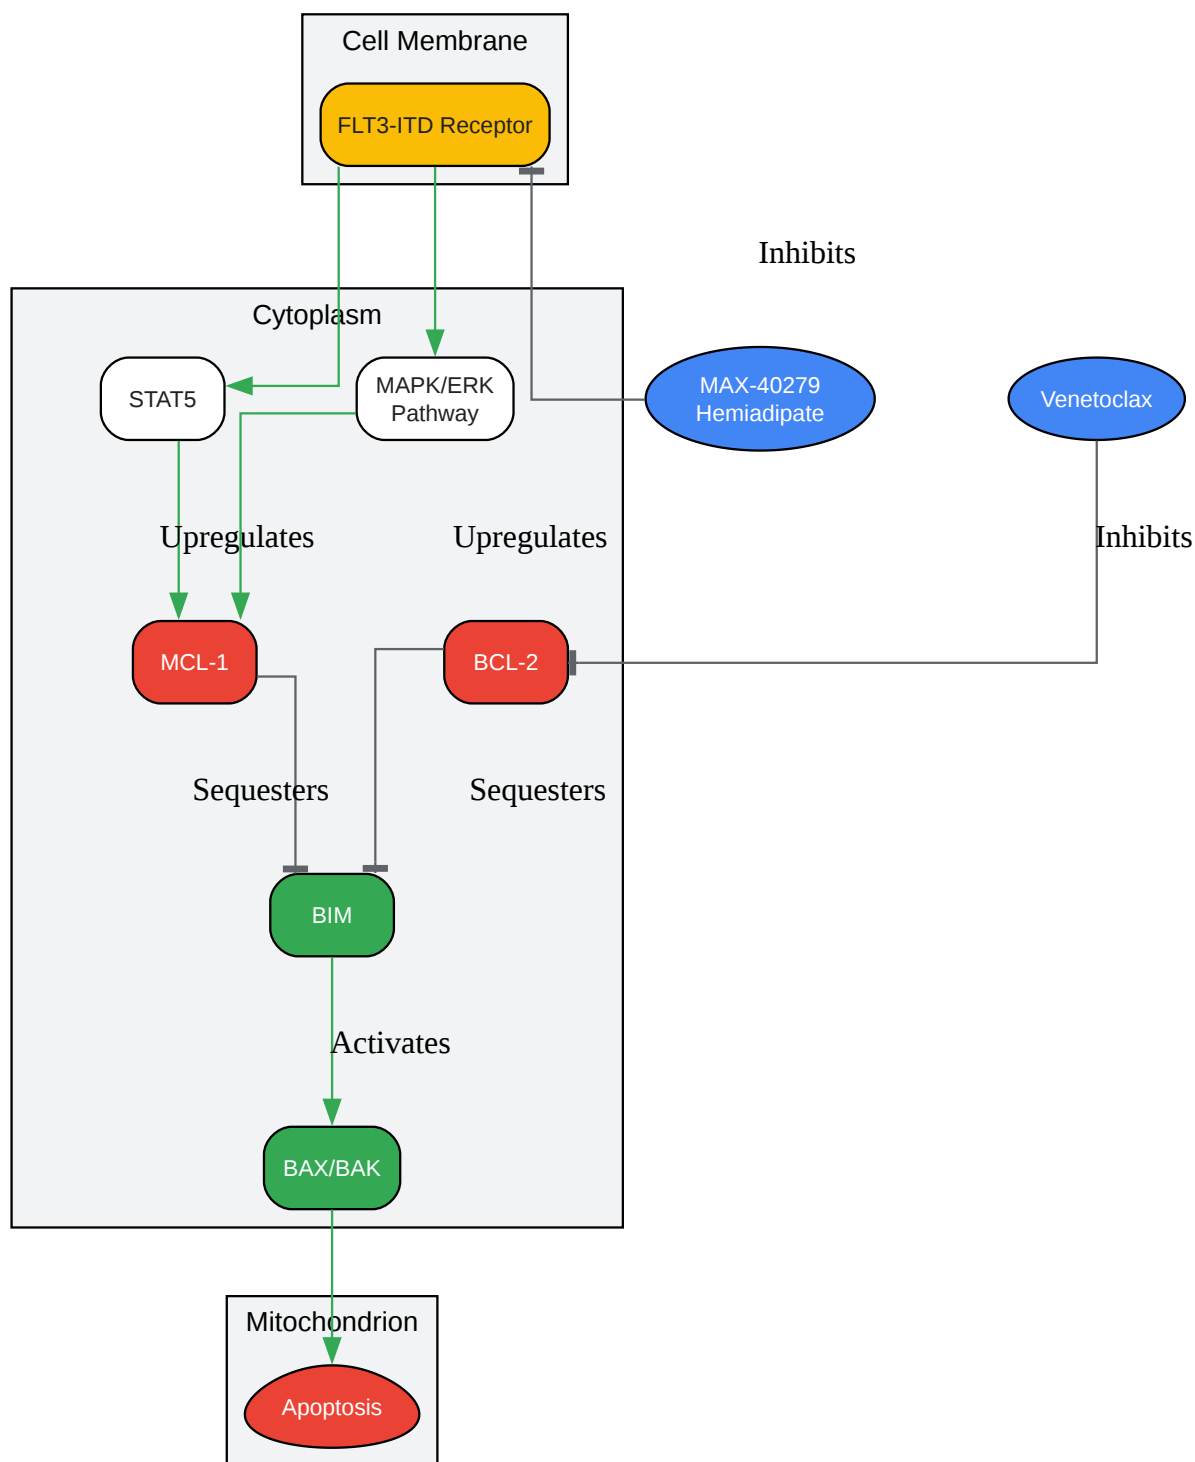 Cell Membrane
FLT3-ITD Receptor
Inhibits
Cytoplasm
STAT5
MAPK/ERK
Pathway
MAX-40279
Hemiadipate
Venetoclax
Upregulates
Upregulates
Inhibits
MCL-1
BCL-2
Sequesters
Sequesters
BIM
Activates
BAX/BAK
Mitochondrion
Apoptosis